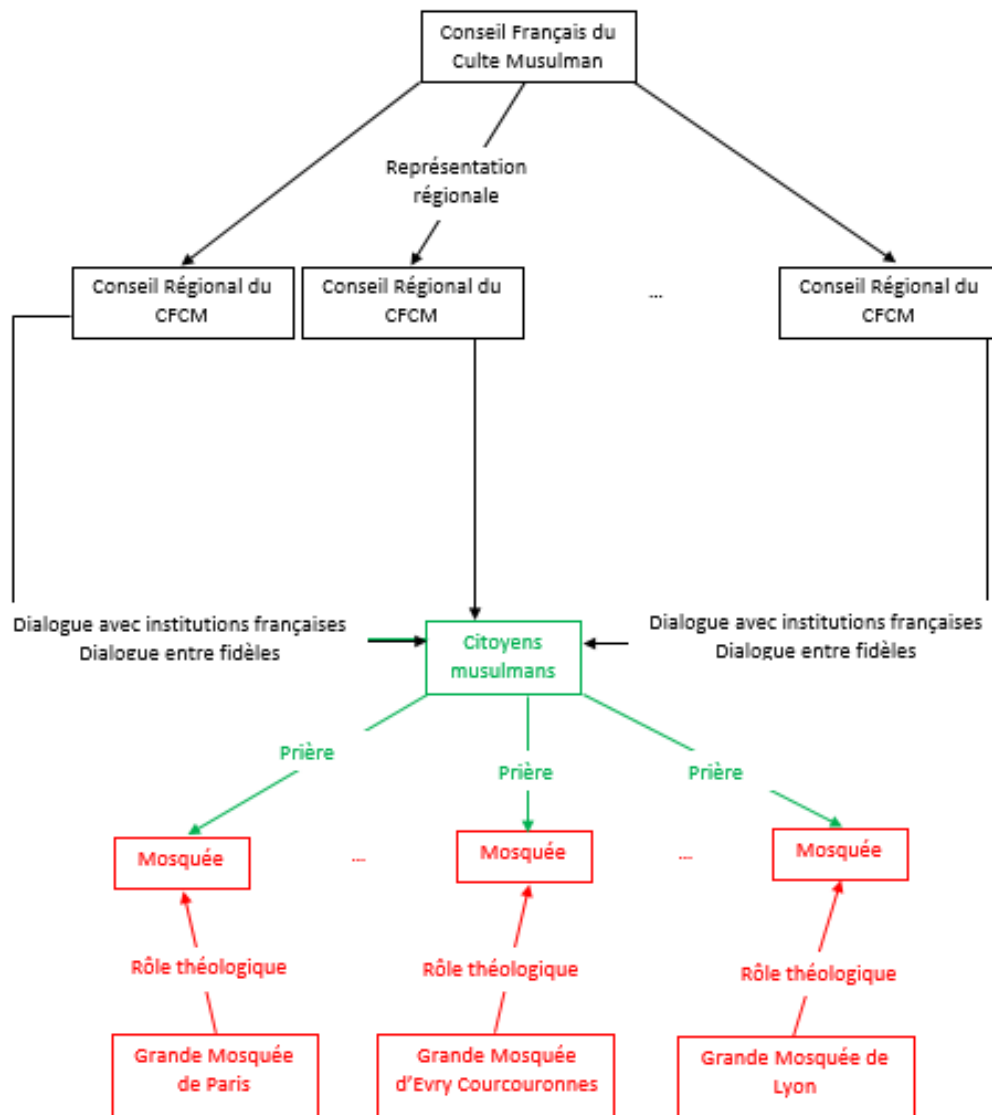 Conseil Français du
Culte Musulman
Représentation
régionale
Conseil Régional du
CFCM
Conseil Régional du
CFCM
...
Conseil Régional du
CFCM
Dialogue avec institutions françaises
Dialogue entre fidèles
Citoyens
musulmans
Dialogue avec institutions françaises
Dialogue entre fidèles
Prière
Prière
Prière
Mosquée
...
Mosquée
...
Mosquée
Rôle théologique
Rôle théologique
Rôle théologique
Grande Mosquée
de Paris
Grande Mosquée
d’Evry Courcouronnes
Grande Mosquée de
Lyon